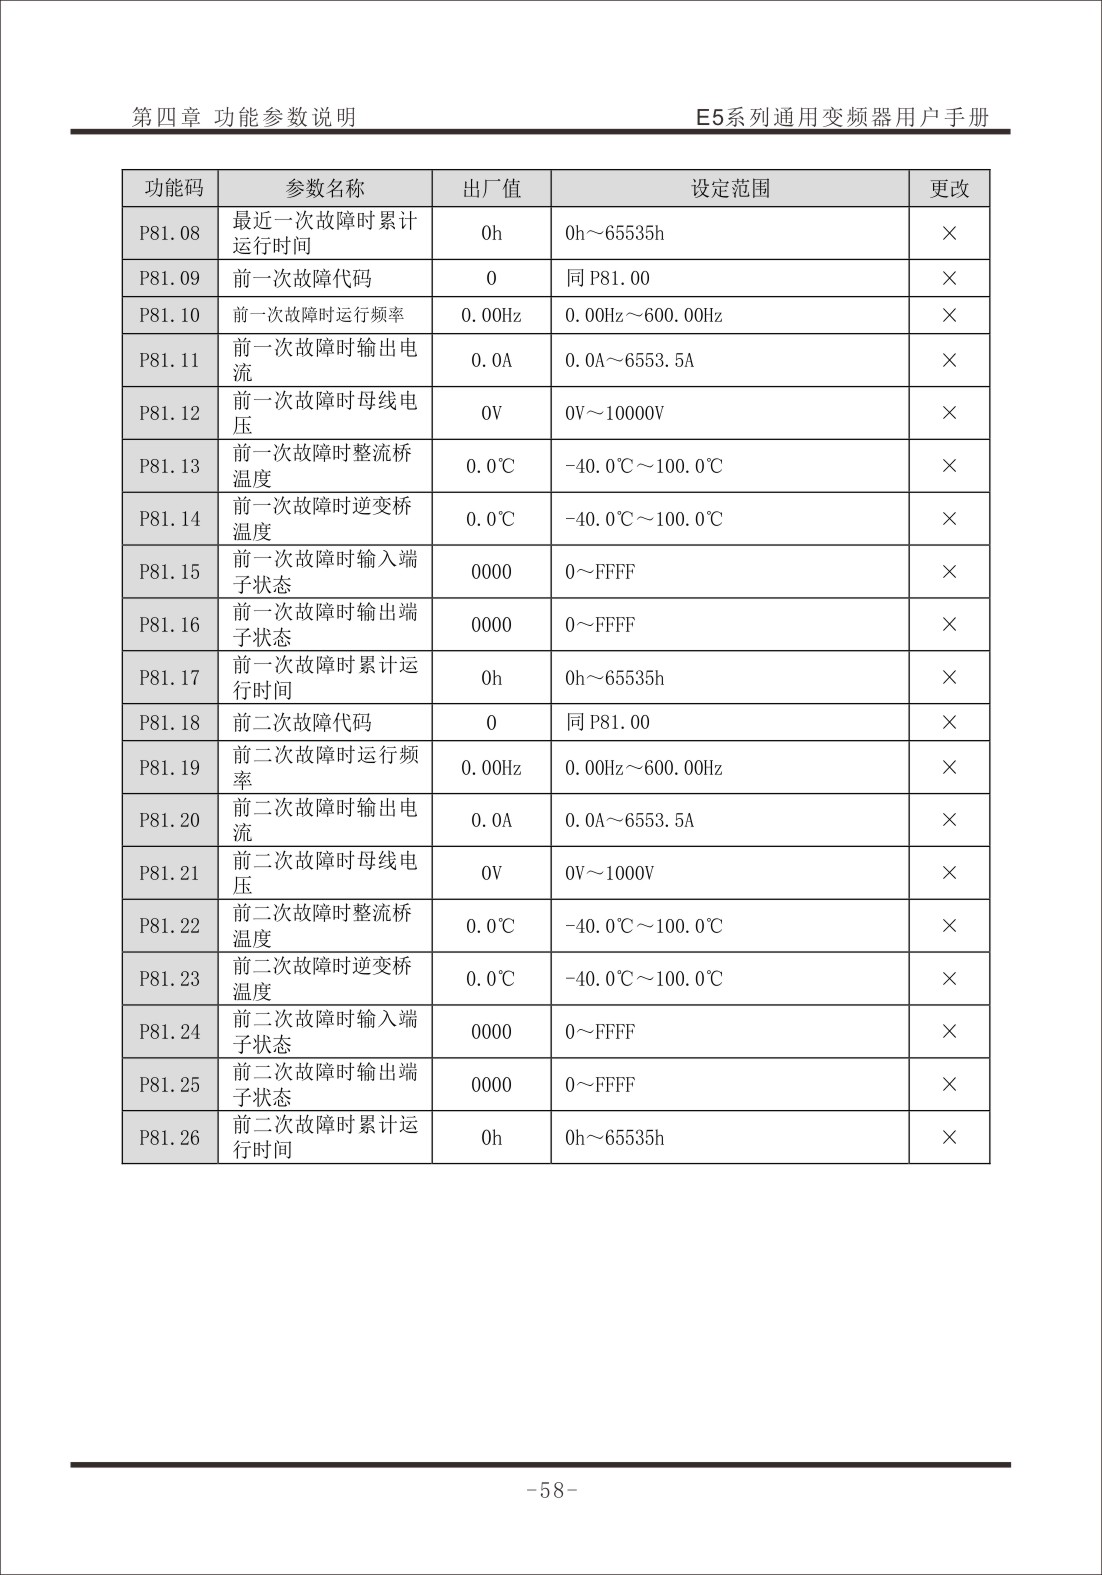 第四章 功能参数说明 E5系列通用变频器用户手册
功能码 参数名称 出厂值 设定范围 更改
P81.08 最近一次故障时累计运行时间 0h 0h～65535h ×
P81.09 前一次故障代码 0 同P81.00 ×
P81.10 前一次故障时运行频率 0.00Hz 0.00Hz～600.00Hz ×
P81.11 前一次故障时输出电流 0.0A 0.0A～6553.5A ×
P81.12 前一次故障时母线电压 0V 0V～10000V ×
P81.13 前一次故障时整流桥温度 0.0℃ -40.0℃～100.0℃ ×
P81.14 前一次故障时逆变桥温度 0.0℃ -40.0℃～100.0℃ ×
P81.15 前一次故障时输入端子状态 0000 0～FFFF ×
P81.16 前一次故障时输出端子状态 0000 0～FFFF ×
P81.17 前一次故障时累计运行时间 0h 0h～65535h ×
P81.18 前二次故障代码 0 同P81.00 ×
P81.19 前二次故障时运行频率 0.00Hz 0.00Hz～600.00Hz ×
P81.20 前二次故障时输出电流 0.0A 0.0A～6553.5A ×
P81.21 前二次故障时母线电压 0V 0V～1000V ×
P81.22 前二次故障时整流桥温度 0.0℃ -40.0℃～100.0℃ ×
P81.23 前二次故障时逆变桥温度 0.0℃ -40.0℃～100.0℃ ×
P81.24 前二次故障时输入端子状态 0000 0～FFFF ×
P81.25 前二次故障时输出端子状态 0000 0～FFFF ×
P81.26 前二次故障时累计运行时间 0h 0h～65535h ×
-58-